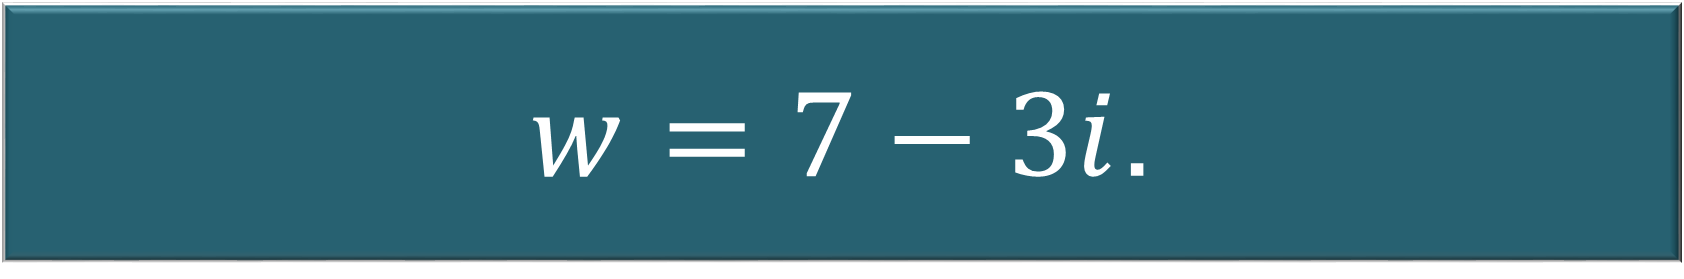 w = 7 − 3i.